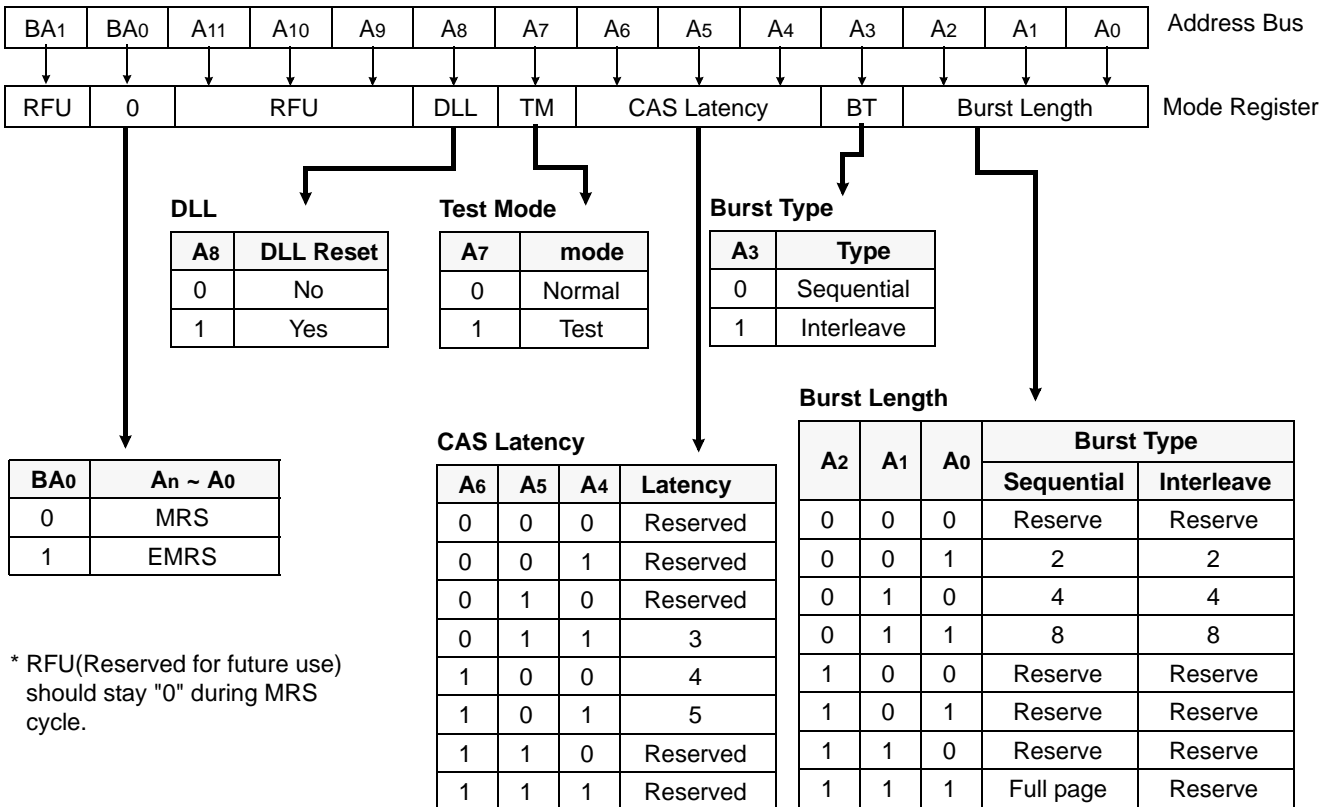 BA1 BA0 A11 A10 A9 A8 A7 A6 A5 A4 A3 A2 A1 A0 Address Bus
RFU 0 RFU DLL TM CAS Latency BT Burst Length Mode Register
DLL
A8 DLL Reset
0 No
1 Yes
Test Mode
A7 mode
0 Normal
1 Test
Burst Type
A3 Type
0 Sequential
1 Interleave
BA0 An ~ A0
0 MRS
1 EMRS
* RFU(Reserved for future use)
should stay "0" during MRS
cycle.
CAS Latency
A6 A5 A4 Latency
0 0 0 Reserved
0 0 1 Reserved
0 1 0 Reserved
0 1 1 3
1 0 0 4
1 0 1 5
1 1 0 Reserved
1 1 1 Reserved
Burst Length
A2 A1 A0 Burst Type
Sequential Interleave
0 0 0 Reserve Reserve
0 0 1 2 2
0 1 0 4 4
0 1 1 8 8
1 0 0 Reserve Reserve
1 0 1 Reserve Reserve
1 1 0 Reserve Reserve
1 1 1 Full page Reserve